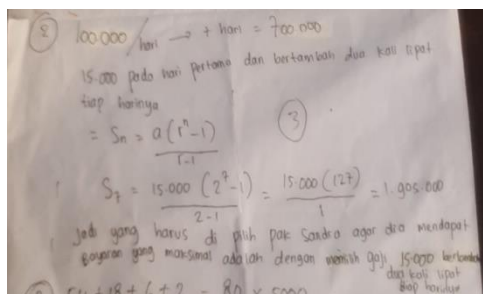 ② 100.000/hari → 7 hari = 700.000
15.000 pada hari pertama dan bertambah dua kali lipat
tiap harinya
= Sn = a(r^n - 1)
r-1
③
S7 = 15.000 (2^7 - 1) = 15.000 (127) = 1.905.000
2-1 1
Jadi yang harus di pilih pak Sandra agar dia mendapat
bayaran yang maksimal adalah dengan memilih gaji 15.000 bertambah
dua kali lipat
tiap harinya